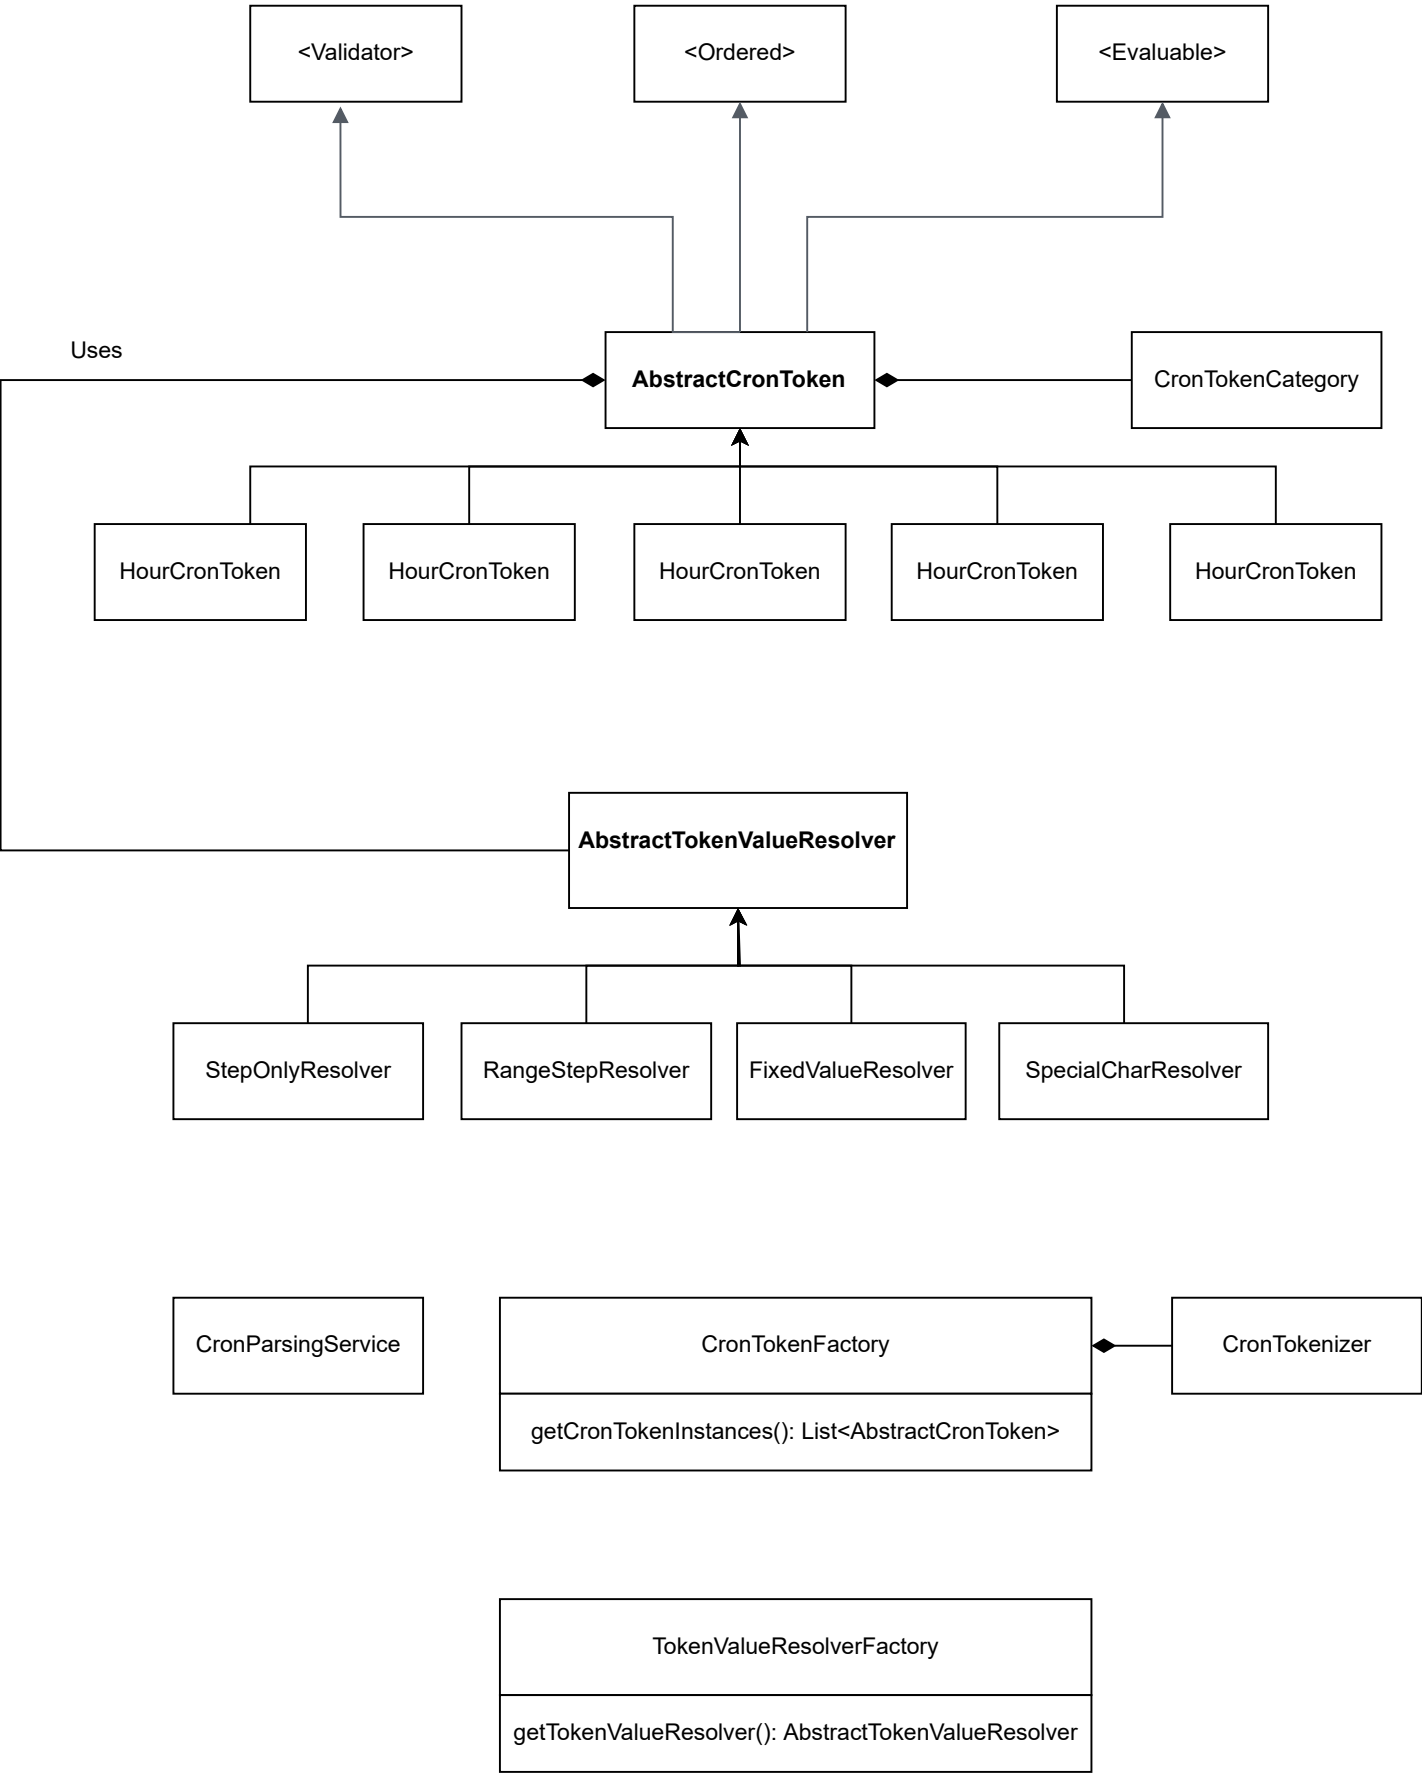 <Validator>
<Ordered>
<Evaluable>
Uses
AbstractCronToken
CronTokenCategory
HourCronToken
HourCronToken
HourCronToken
HourCronToken
HourCronToken
AbstractTokenValueResolver
StepOnlyResolver
RangeStepResolver
FixedValueResolver
SpecialCharResolver
CronParsingService
CronTokenFactory
CronTokenizer
getCronTokenInstances(): List<AbstractCronToken>
TokenValueResolverFactory
getTokenValueResolver(): AbstractTokenValueResolver